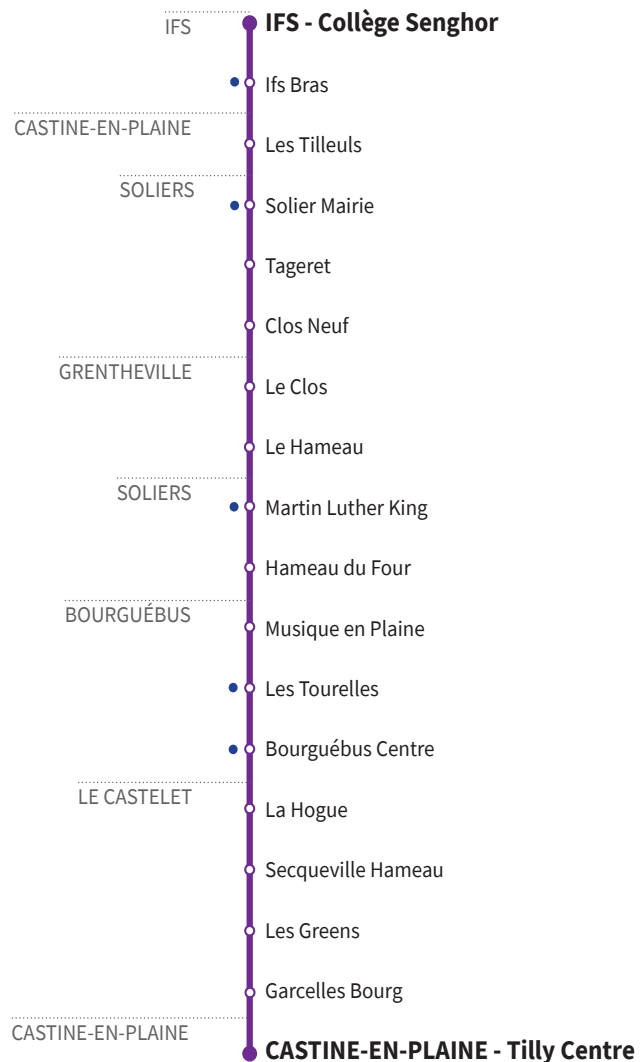 IFS
IFS - Collège Senghor
Ifs Bras
CASTINE-EN-PLAINE
Les Tilleuls
SOLIERS
Solier Mairie
Tageret
Clos Neuf
GRENTHEVILLE
Le Clos
Le Hameau
SOLIERS
Martin Luther King
Hameau du Four
BOURGUÉBUS
Musique en Plaine
Les Tourelles
Bourguébus Centre
LE CASTELET
La Hogue
Secqueville Hameau
Les Greens
Garcelles Bourg
CASTINE-EN-PLAINE
CASTINE-EN-PLAINE - Tilly Centre